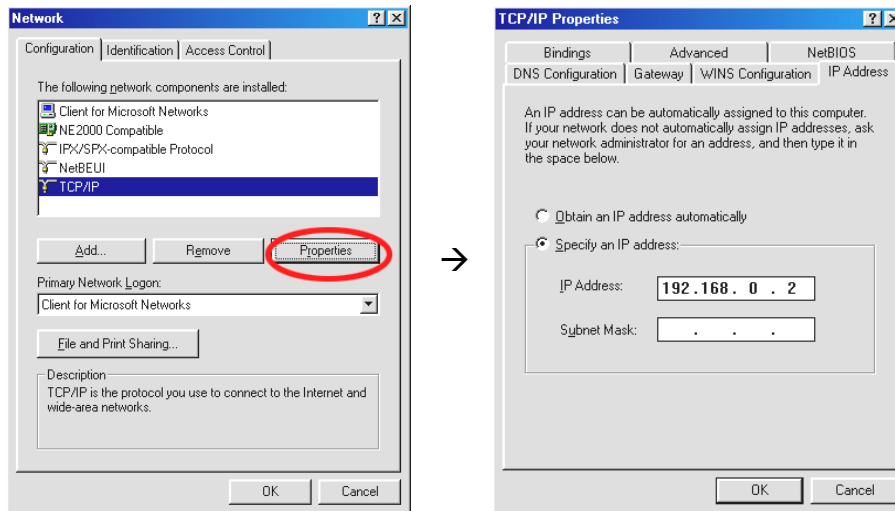 Network
Configuration Identification Access Control
The following network components are installed:
Client for Microsoft Networks
NE2000 Compatible
IPX/SPX-compatible Protocol
NetBEUI
TCP/IP
Add... Remove Properties
Primary Network Logon:
Client for Microsoft Networks
File and Print Sharing...
Description
TCP/IP is the protocol you use to connect to the Internet and
wide-area networks.
OK Cancel
→
TCP/IP Properties
Bindings Advanced NetBIOS
DNS Configuration Gateway WINS Configuration IP Address
An IP address can be automatically assigned to this computer.
If your network does not automatically assign IP addresses, ask
your network administrator for an address, and then type it in
the space below.
Obtain an IP address automatically
Specify an IP address:
IP Address: 192.168. 0 . 2
Subnet Mask: . . .
OK Cancel